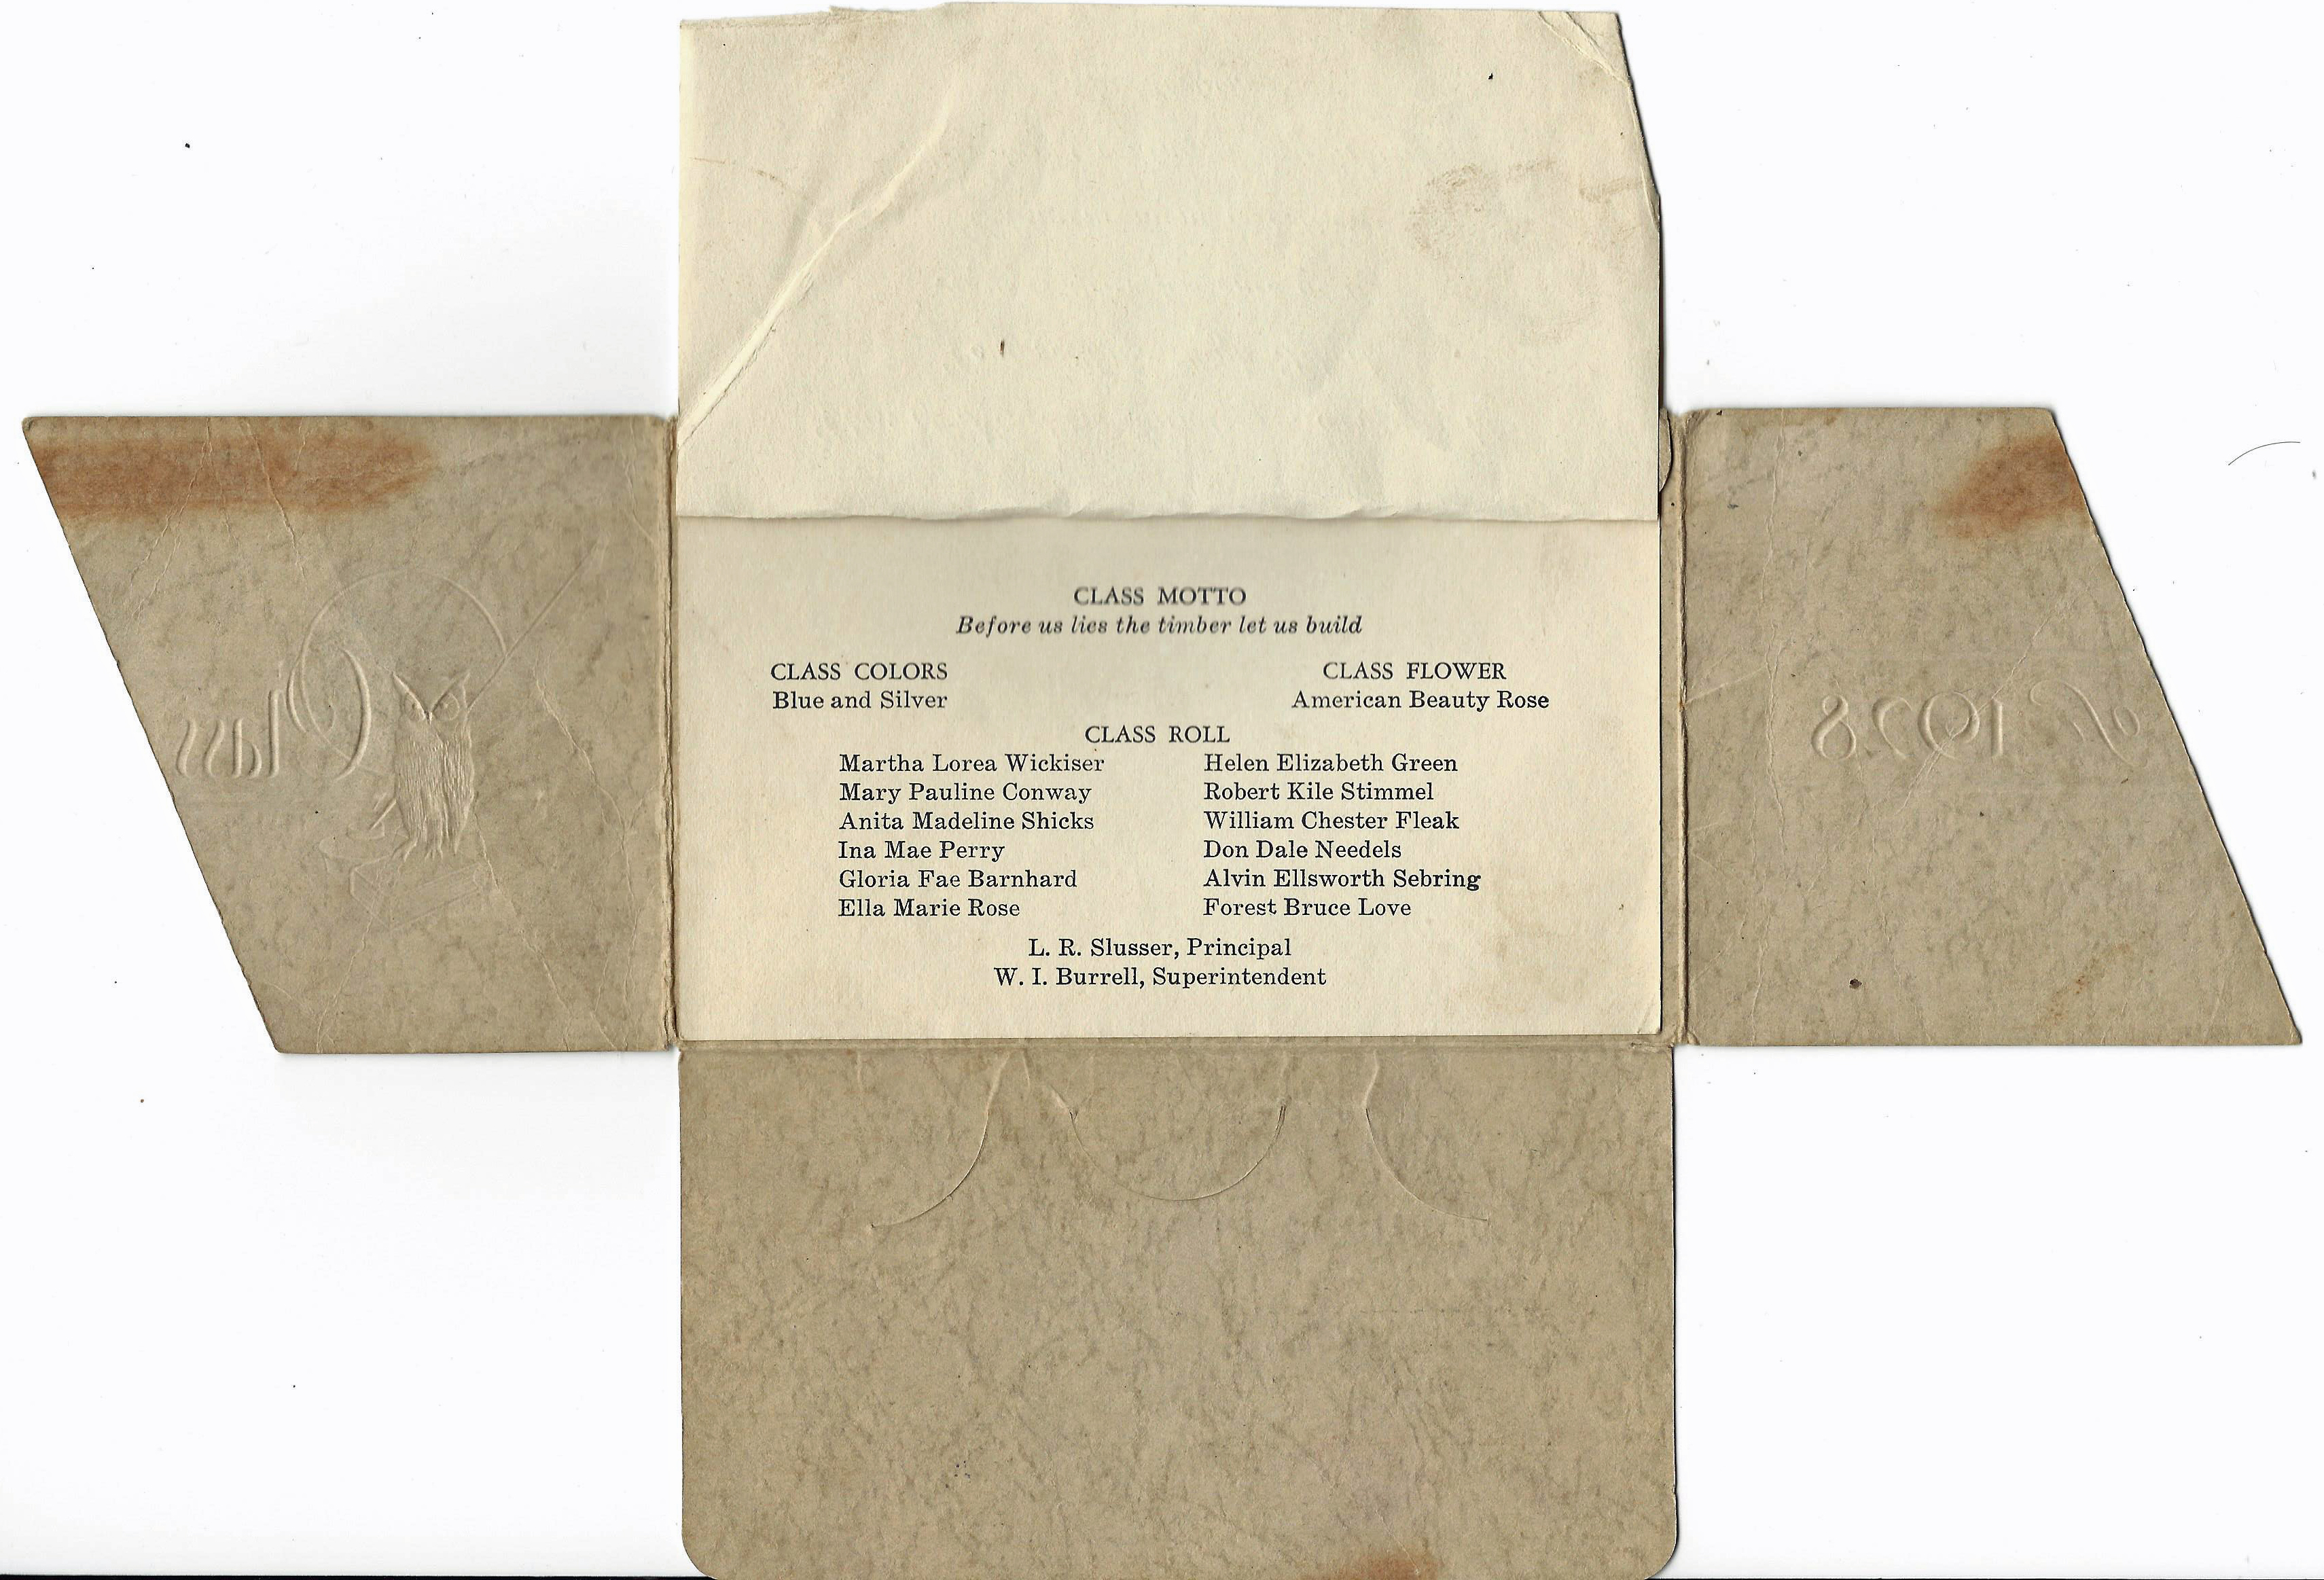 CLASS MOTTO
Before us lies the timber let us build
CLASS COLORS CLASS FLOWER
Blue and Silver American Beauty Rose
CLASS ROLL
Martha Lorea Wickiser Helen Elizabeth Green
Mary Pauline Conway Robert Kile Stimmel
Anita Madeline Shicks William Chester Fleak
Ina Mae Perry Don Dale Needels
Gloria Fae Barnhard Alvin Ellsworth Sebring
Ella Marie Rose Forest Bruce Love
L. R. Slusser, Principal
W. I. Burrell, Superintendent
Class
of 1928